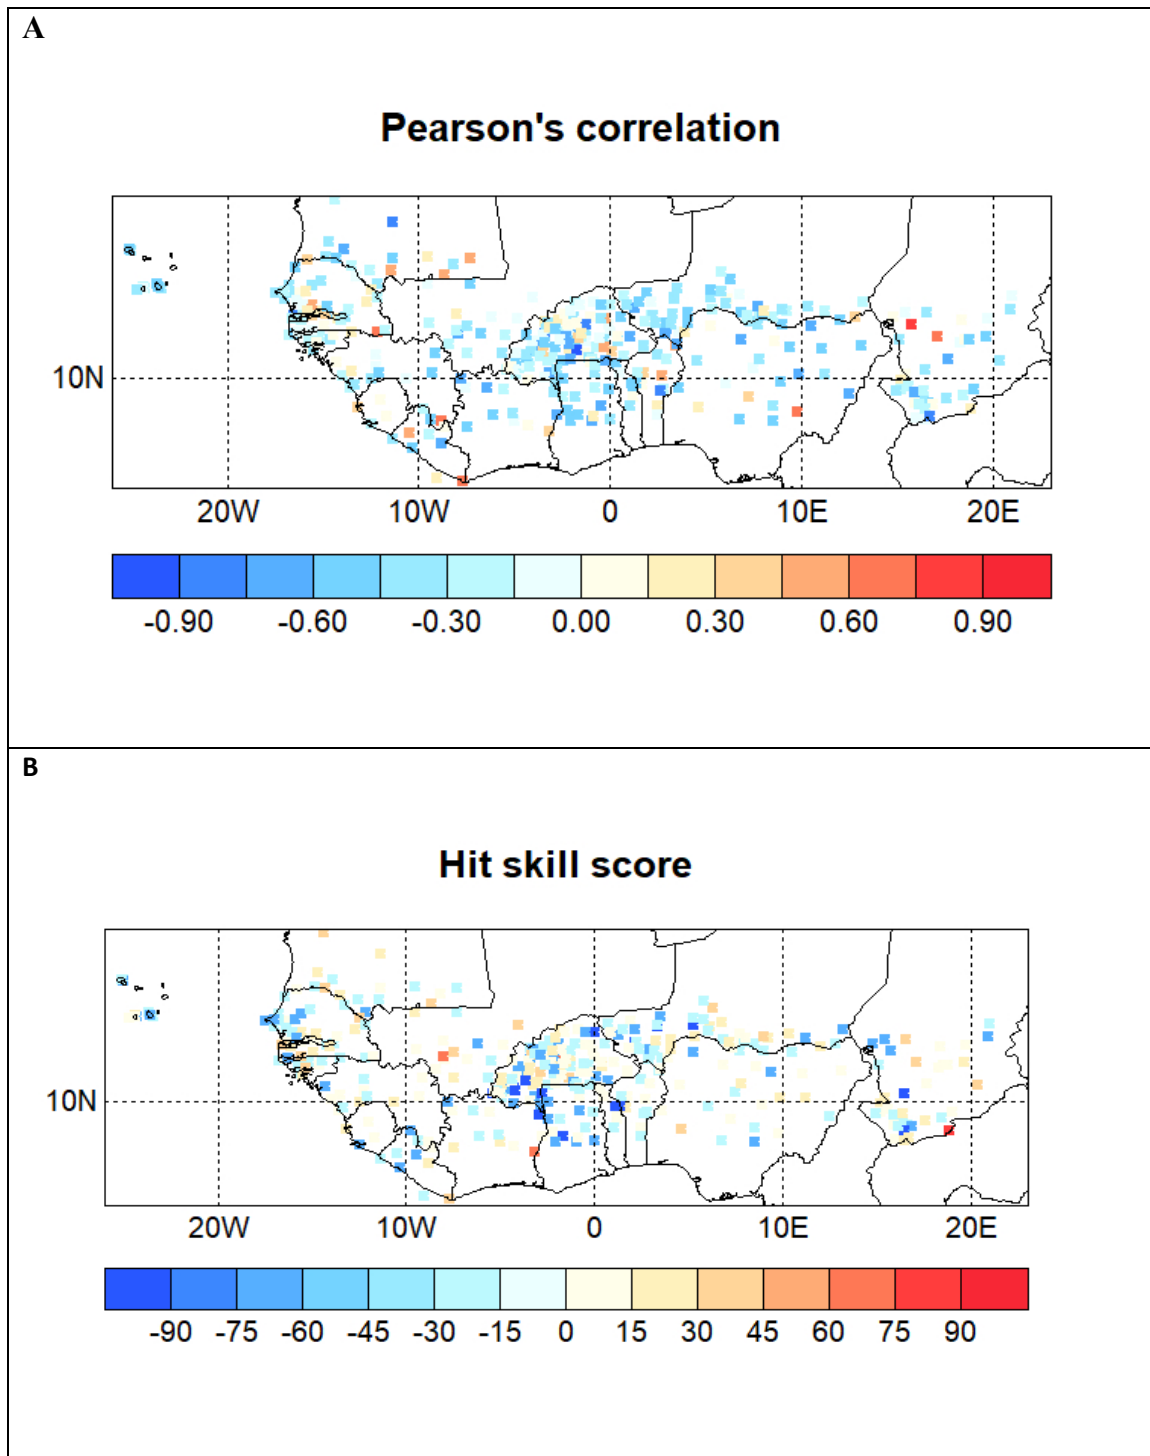 A
Pearson's correlation
10N
20W 10W 0 10E 20E
-0.90 -0.60 -0.30 0.00 0.30 0.60 0.90
B
Hit skill score
10N
20W 10W 0 10E 20E
-90 -75 -60 -45 -30 -15 0 15 30 45 60 75 90